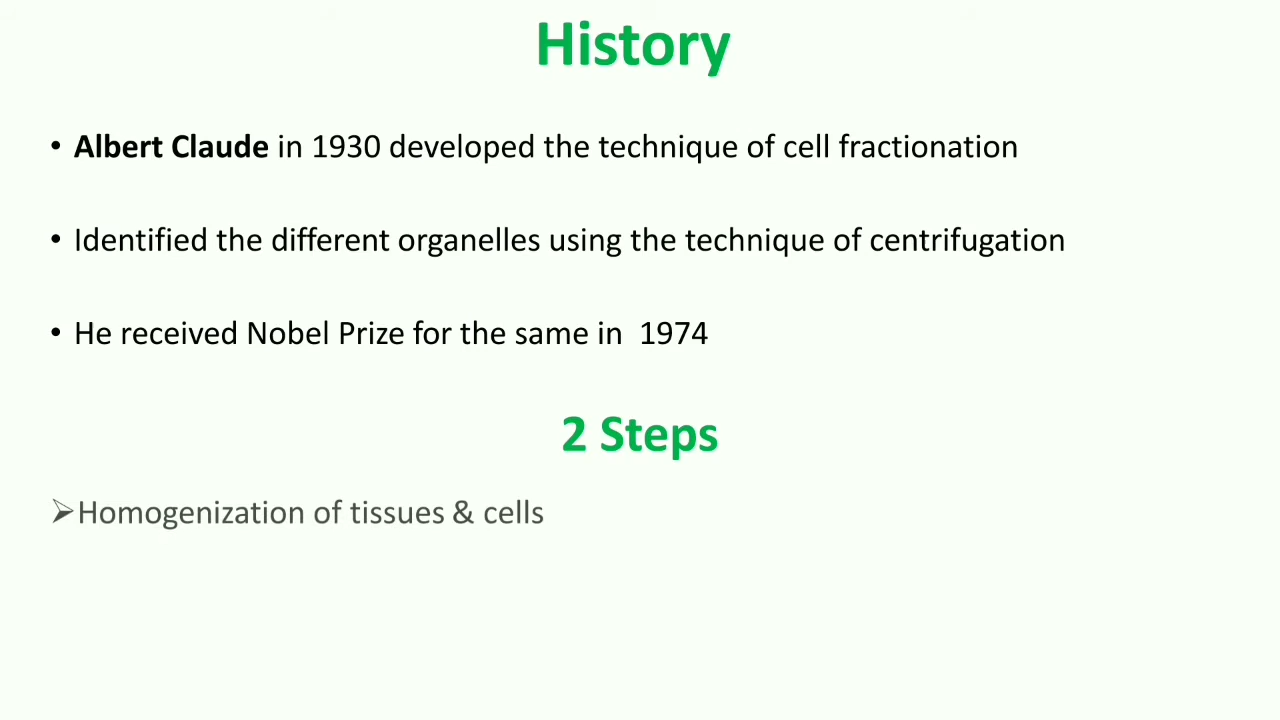 History
• Albert Claude in 1930 developed the technique of cell fractionation
• Identified the different organelles using the technique of centrifugation
• He received Nobel Prize for the same in  1974
2 Steps
➢Homogenization of tissues & cells